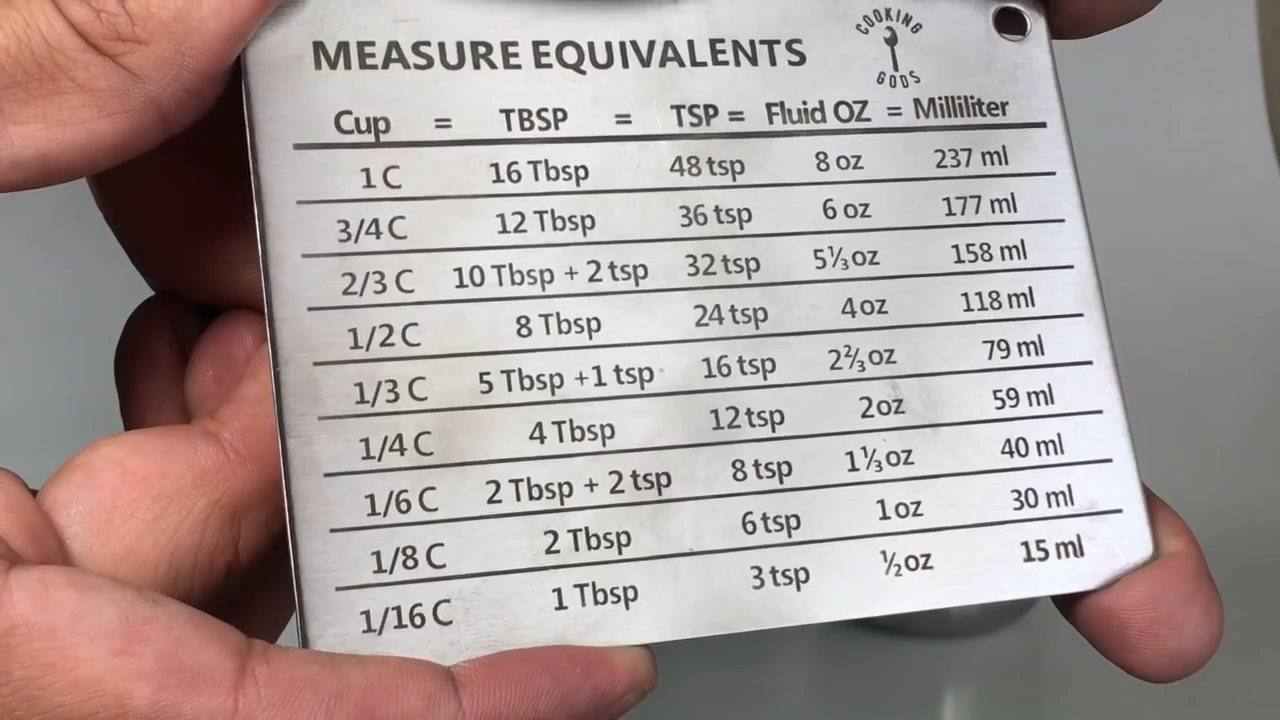 COOKING
GODS
MEASURE EQUIVALENTS
Cup = TBSP = TSP = Fluid OZ = Milliliter
1 C 16 Tbsp 48 tsp 8 oz 237 ml
3/4 C 12 Tbsp 36 tsp 6 oz 177 ml
2/3 C 10 Tbsp + 2 tsp 32 tsp 5⅓ oz 158 ml
1/2 C 8 Tbsp 24 tsp 4 oz 118 ml
1/3 C 5 Tbsp +1 tsp 16 tsp 2⅔ oz 79 ml
1/4 C 4 Tbsp 12 tsp 2 oz 59 ml
1/6 C 2 Tbsp + 2 tsp 8 tsp 1⅓ oz 40 ml
1/8 C 2 Tbsp 6 tsp 1 oz 30 ml
1/16 C 1 Tbsp 3 tsp ½ oz 15 ml